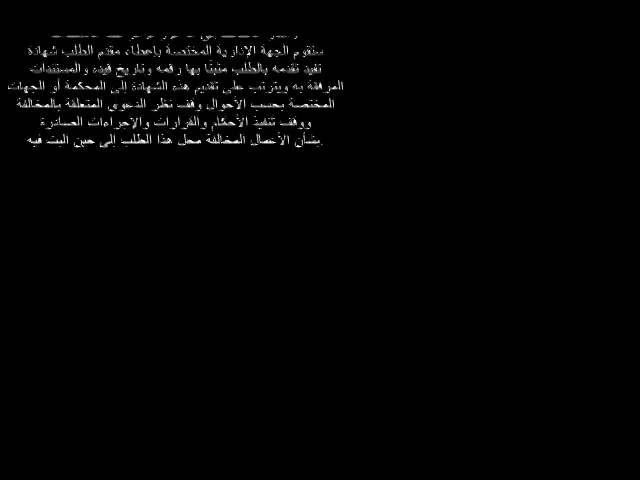 ستقوم الجهة الإدارية المختصة بإعطاء مقدم الطلب شهادة
تفيد تقدمه بالطلب مثبتًا بها رقمه وتاريخ قيده والمستندات
المرفقة به ويترتب على تقديم هذه الشهادة إلى المحكمة أو الجهات
المختصة بحسب الأحوال وقف نظر الدعوى المتعلقة بالمخالفة
ووقف تنفيذ الأحكام والقرارات والإجراءات الصادرة
بشأن الأعمال المخالفة محل هذا الطلب إلى حين البت فيه.